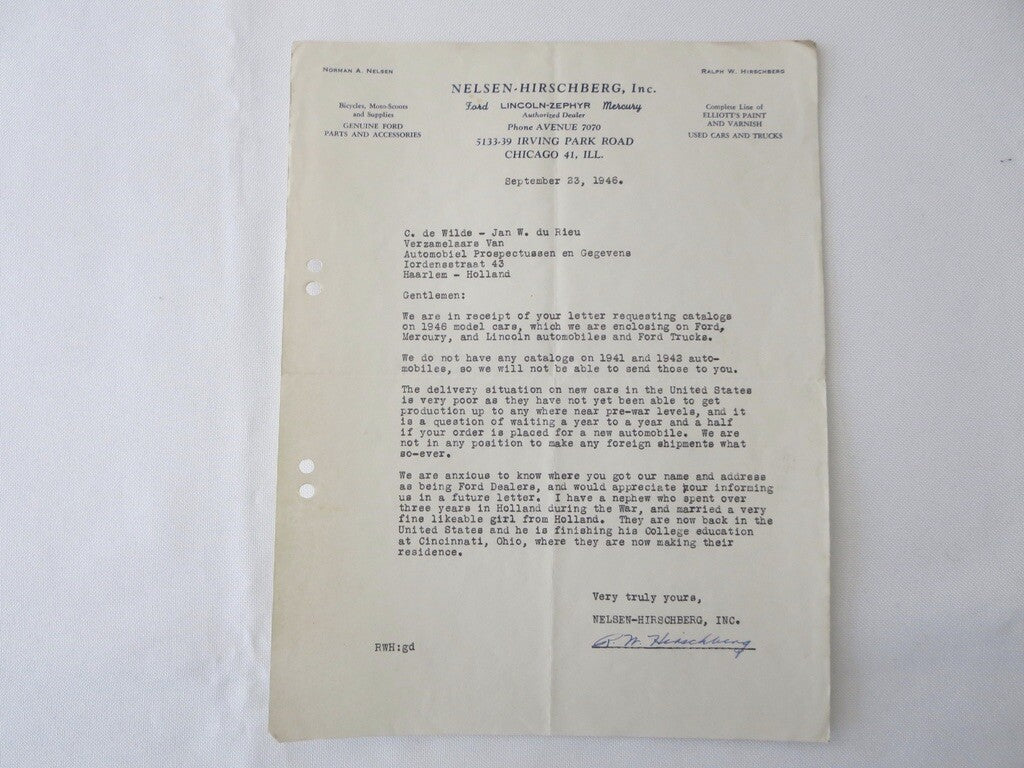 NORMAN A. NELSEN
RALPH W. HIRSCHBERG
NELSEN-HIRSCHBERG, Inc.
Ford LINCOLN-ZEPHYR Mercury
Authorized Dealer
Phone AVENUE 7070
5133-39 IRVING PARK ROAD
CHICAGO 41, ILL.
Bicycles, Moto-Scoots
and Supplies
GENUINE FORD
PARTS AND ACCESSORIES
Complete Line of
ELLIOTT'S PAINT
AND VARNISH
USED CARS AND TRUCKS
September 23, 1946.
C. de Wilde - Jan W. du Rieu
Verzamelaars Van
Automobiel Prospectussen en Gegevens
Iordensstraat 43
Haarlem - Holland
Gentlemen:
We are in receipt of your letter requesting catalogs
on 1946 model cars, which we are enclosing on Ford,
Mercury, and Lincoln automobiles and Ford Trucks.
We do not have any catalogs on 1941 and 1942 auto-
mobiles, so we will not be able to send those to you.
The delivery situation on new cars in the United States
is very poor as they have not yet been able to get
production up to any where near pre-war levels, and it
is a question of waiting a year to a year and a half
if your order is placed for a new automobile. We are
not in any position to make any foreign shipments what
so-ever.
We are anxious to know where you got our name and address
as being Ford Dealers, and would appreciate your informing
us in a future letter. I have a nephew who spent over
three years in Holland during the War, and married a very
fine likeable girl from Holland. They are now back in the
United States and he is finishing his College education
at Cincinnati, Ohio, where they are now making their
residence.
Very truly yours,
NELSEN-HIRSCHBERG, INC.
R. W. Hirschberg
RWH:gd